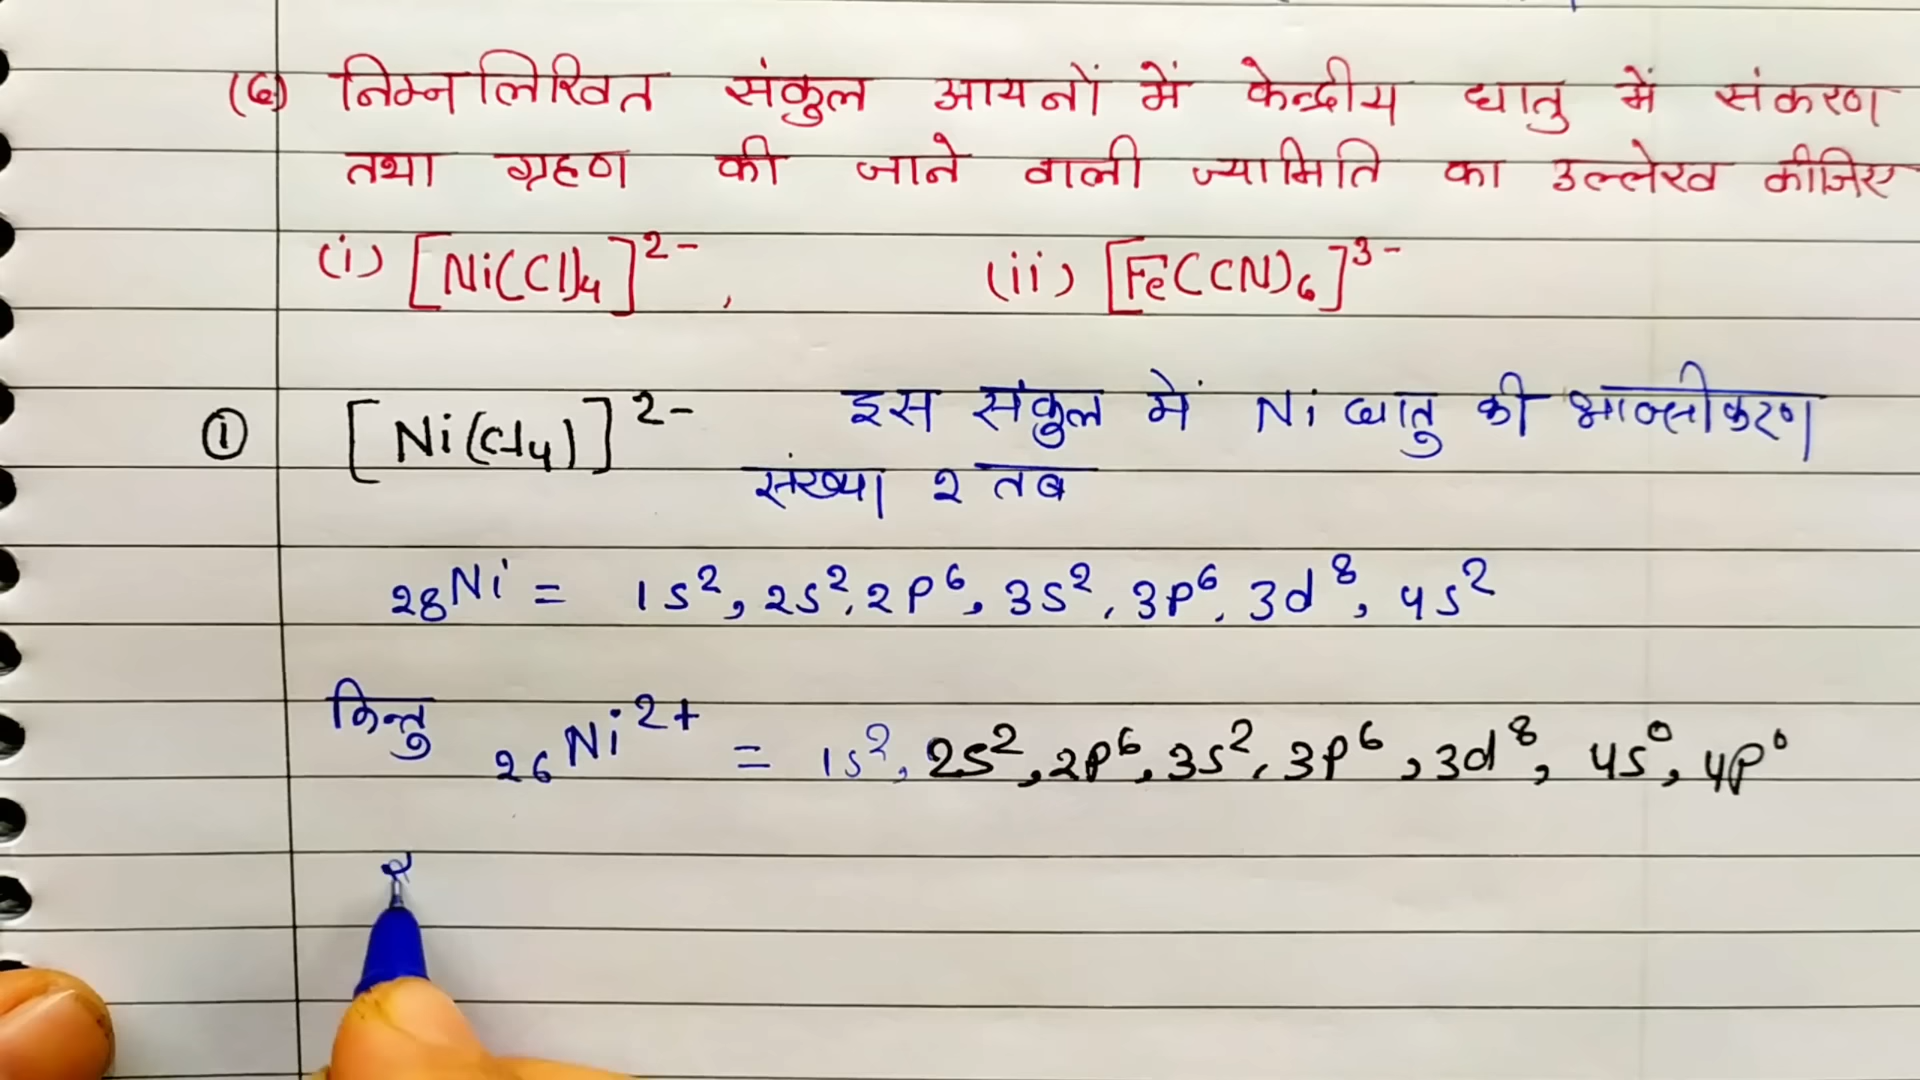 (6) निम्नलिखित संकुल आयनों में केन्द्रीय धातु में संकरण
तथा ग्रहण की जाने वाली ज्यामिति का उल्लेख कीजिए
(i) [Ni(Cl)₄]²⁻ , (ii) [Fe(CN)₆]³⁻
① [Ni(Cl₄)]²⁻ इस संकुल में Ni धातु की आक्सीकरण
संख्या 2 तब
₂₈Ni = 1s², 2s², 2p⁶, 3s², 3p⁶, 3d⁸, 4s²
किन्तु ₂₆Ni²⁺ = 1s², 2s², 2p⁶, 3s², 3p⁶, 3d⁸, 4s⁰, 4p⁰